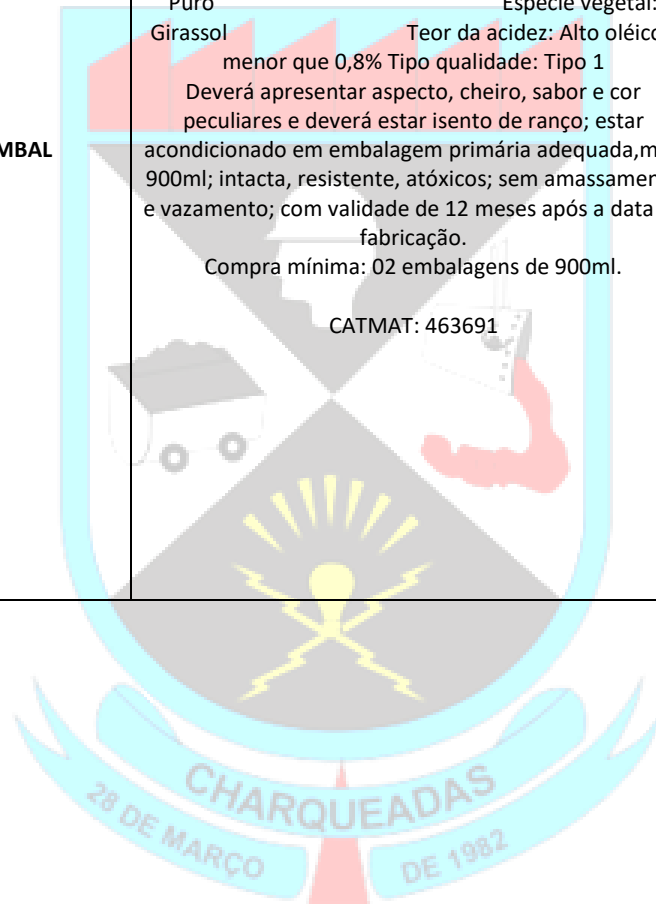 Puro Espécie vegetal:
Girassol Teor da acidez: Alto oléico
menor que 0,8% Tipo qualidade: Tipo 1
Deverá apresentar aspecto, cheiro, sabor e cor
peculiares e deverá estar isento de ranço; estar
MBAL
acondicionado em embalagem primária adequada,m
900ml; intacta, resistente, atóxicos; sem amassamen
e vazamento; com validade de 12 meses após a data
fabricação.
Compra mínima: 02 embalagens de 900ml.
CATMAT: 463691
CHARQUEADAS
28 DE MARÇO DE 1982